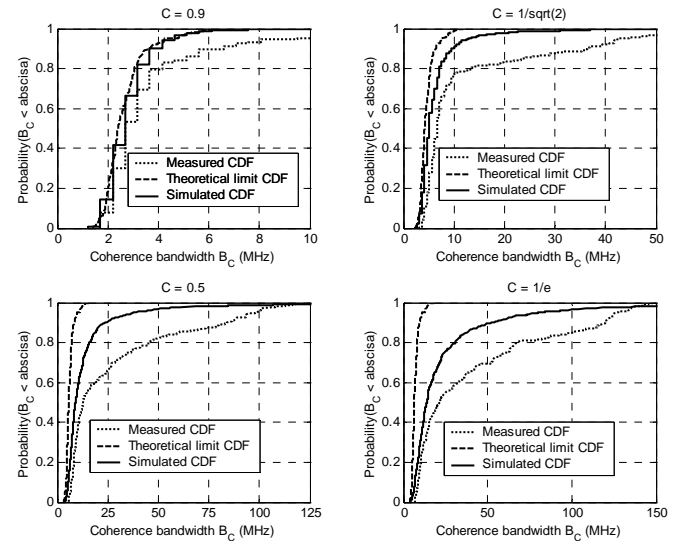 C = 0.9
Probability(B_C < abscisa)
1
0.8
0.6
0.4
0.2
0
0 2 4 6 8 10
Coherence bandwidth B_C (MHz)
Measured CDF
Theoretical limit CDF
Simulated CDF
C = 1/sqrt(2)
Probability(B_C < abscisa)
1
0.8
0.6
0.4
0.2
0
0 10 20 30 40 50
Coherence bandwidth B_C (MHz)
Measured CDF
Theoretical limit CDF
Simulated CDF
C = 0.5
Probability(B_C < abscisa)
1
0.8
0.6
0.4
0.2
0
0 25 50 75 100 125
Coherence bandwidth B_C (MHz)
Measured CDF
Theoretical limit CDF
Simulated CDF
C = 1/e
Probability(B_C < abscisa)
1
0.8
0.6
0.4
0.2
0
0 50 100 150
Coherence bandwidth B_C (MHz)
Measured CDF
Theoretical limit CDF
Simulated CDF